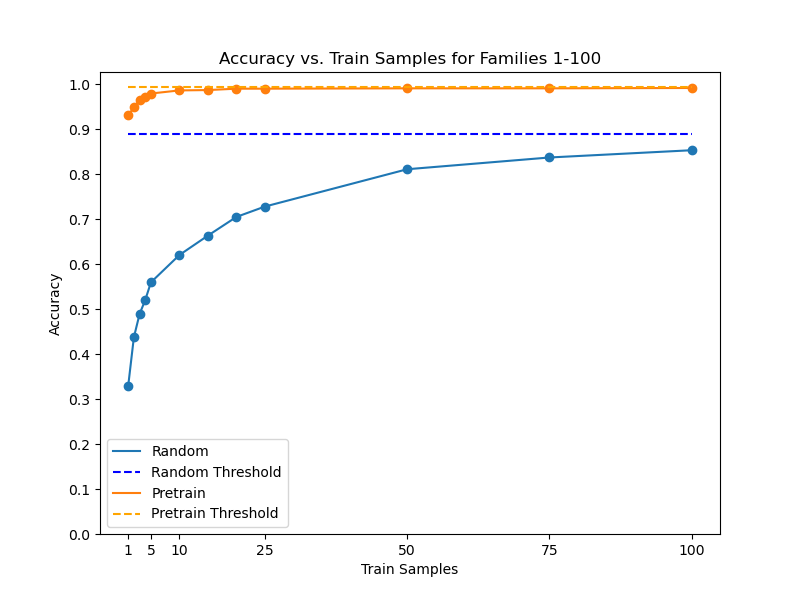 Accuracy vs. Train Samples for Families 1-100
Accuracy
1.0
0.9
0.8
0.7
0.6
0.5
0.4
0.3
0.2
0.1
0.0
Random
Random Threshold
Pretrain
Pretrain Threshold
1 5 10 25 50 75 100
Train Samples